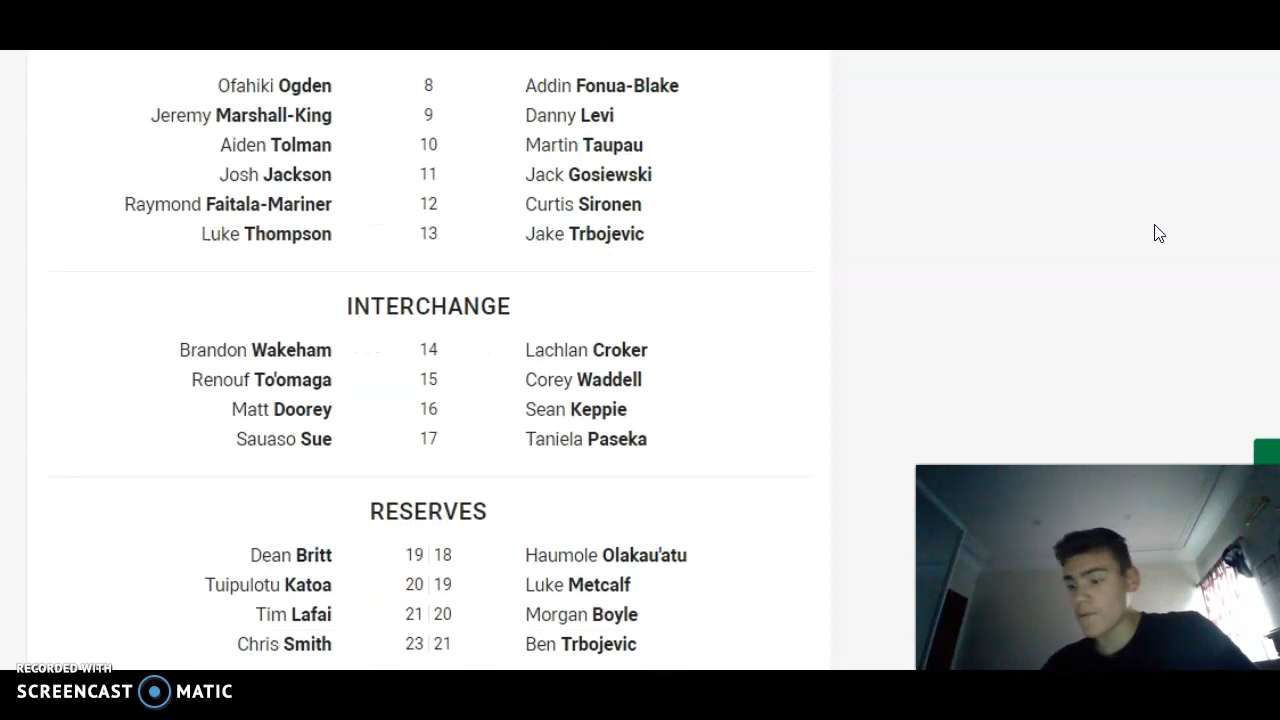 Ofahiki Ogden 8 Addin Fonua-Blake
Jeremy Marshall-King 9 Danny Levi
Aiden Tolman 10 Martin Taupau
Josh Jackson 11 Jack Gosiewski
Raymond Faitala-Mariner 12 Curtis Sironen
Luke Thompson 13 Jake Trbojevic
INTERCHANGE
Brandon Wakeham 14 Lachlan Croker
Renouf To'omaga 15 Corey Waddell
Matt Doorey 16 Sean Keppie
Sauaso Sue 17 Taniela Paseka
RESERVES
Dean Britt 19 18 Haumole Olakau'atu
Tuipulotu Katoa 20 19 Luke Metcalf
Tim Lafai 21 20 Morgan Boyle
Chris Smith 23 21 Ben Trbojevic
RECORDED WITH
SCREENCAST MATIC